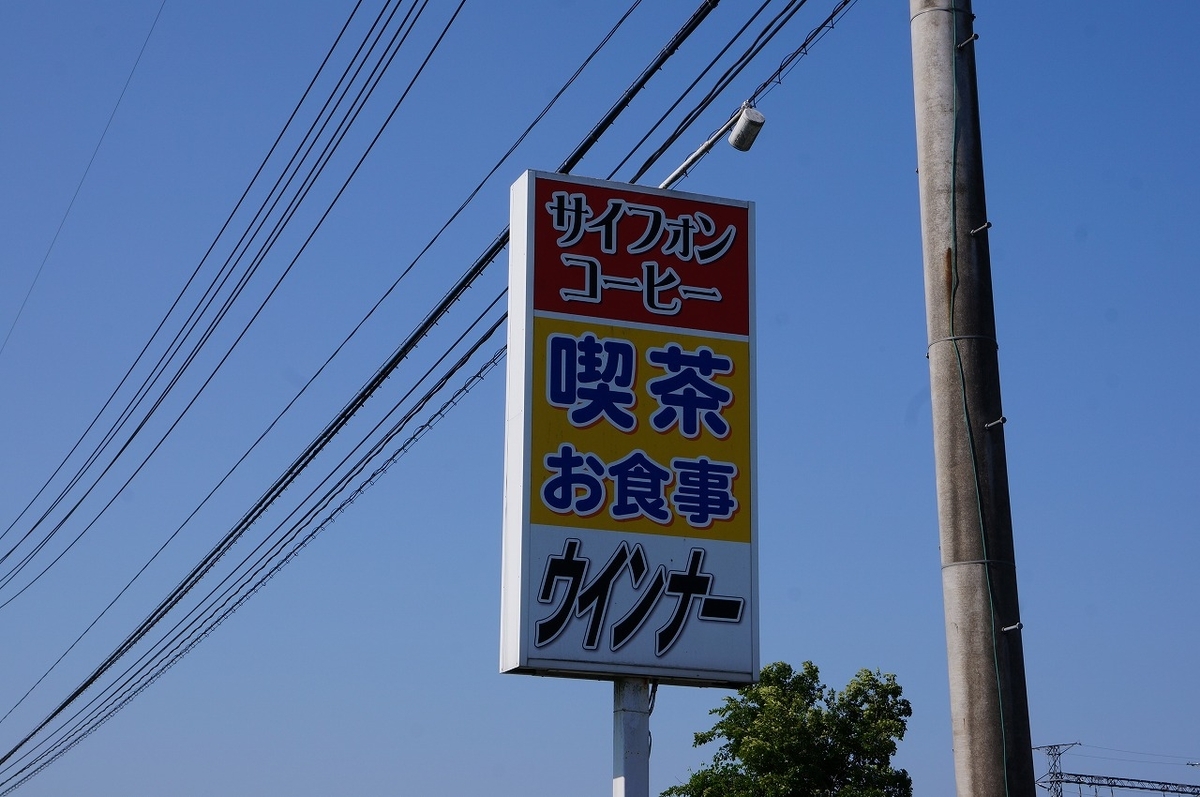 サイフォン
コーヒー
喫茶
お食事
ウインナー